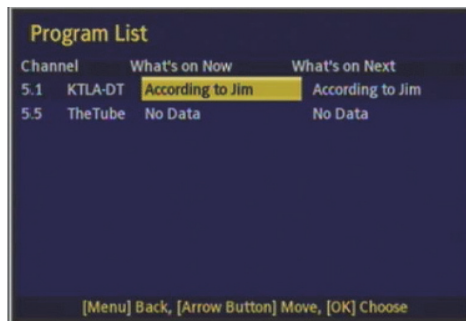 Program List
Channel What's on Now What's on Next
5.1 KTLA-DT According to Jim According to Jim
5.5 TheTube No Data No Data
[Menu] Back, [Arrow Button] Move, [OK] Choose